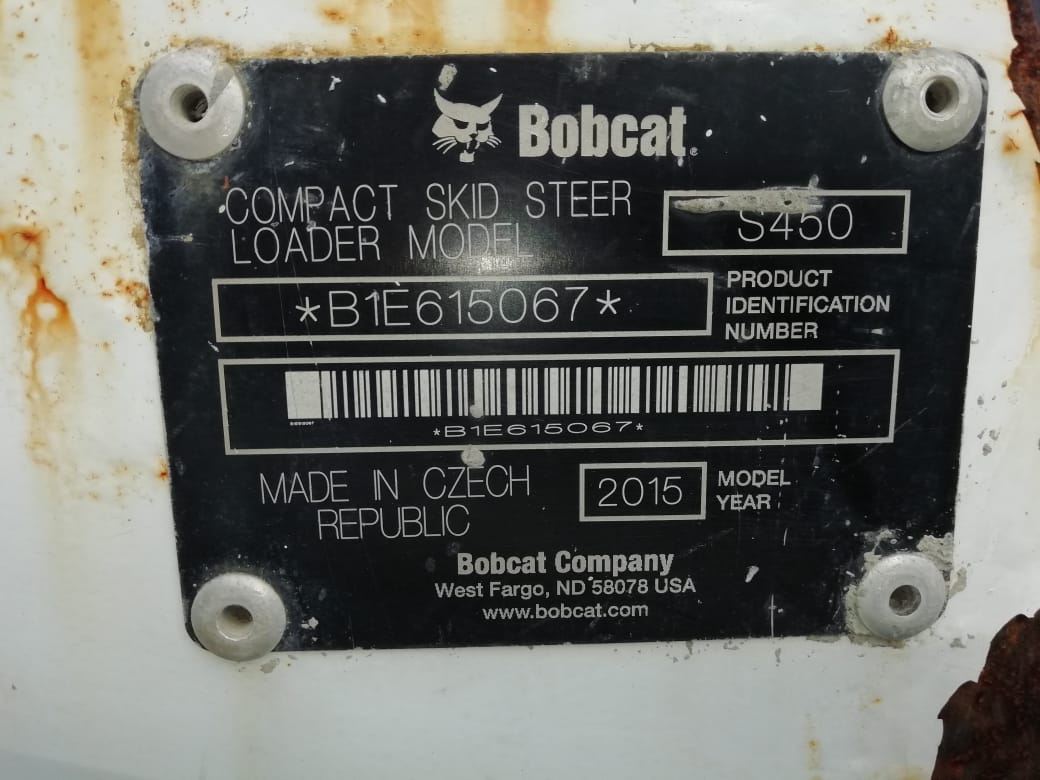 Bobcat®
COMPACT SKID STEER
LOADER MODEL
S450
*B1E615067*
PRODUCT
IDENTIFICATION
NUMBER
*B1E615067*
MADE IN CZECH
REPUBLIC
2015
MODEL
YEAR
Bobcat Company
West Fargo, ND 58078 USA
www.bobcat.com